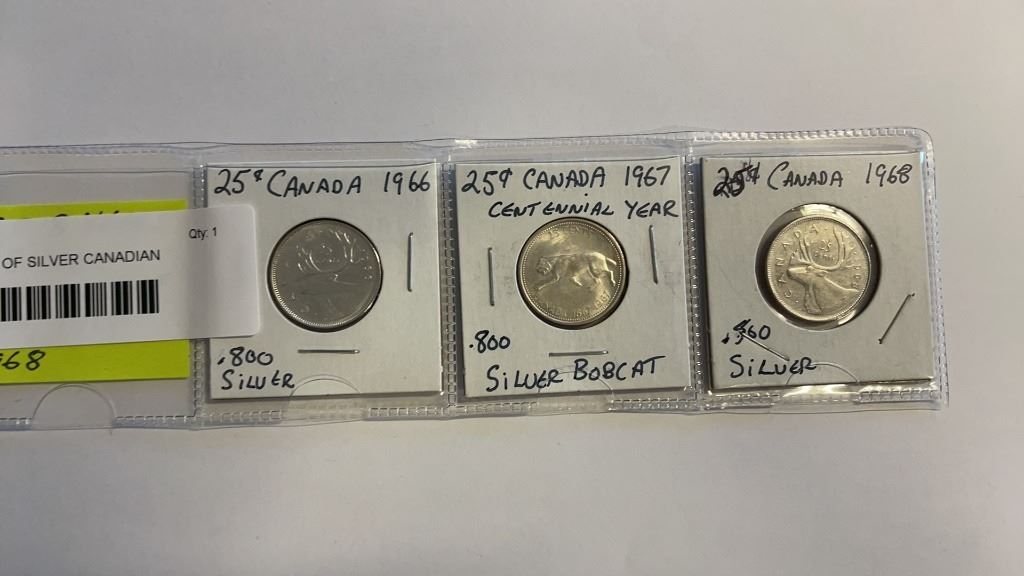 Qty: 1
OF SILVER CANADIAN
68
25¢ CANADA 1966
.800
SILVER
25¢ CANADA 1967
CENTENNIAL YEAR
.800
SILVER BOBCAT
25¢ CANADA 1968
SILVER
CANADA